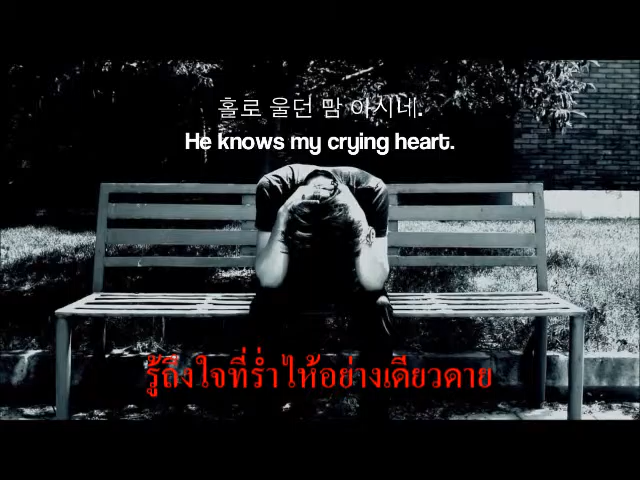 홀로 울던 맘 아시네.
He knows my crying heart.
รู้ถึงใจที่ร่ำไห้อย่างเดียวดาย